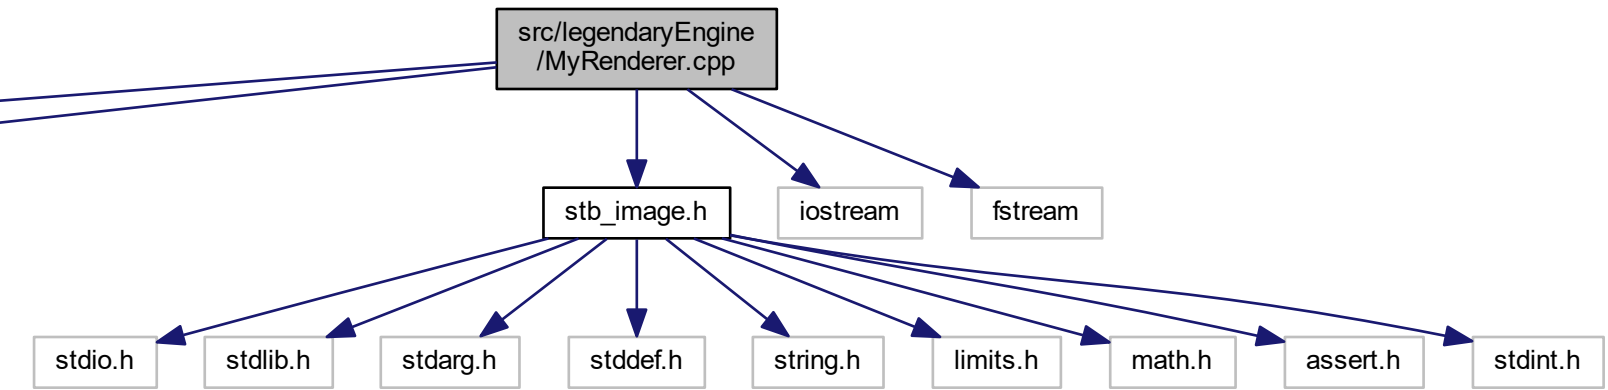 src/legendaryEngine
/MyRenderer.cpp
stb_image.h
iostream
fstream
stdio.h
stdlib.h
stdarg.h
stddef.h
string.h
limits.h
math.h
assert.h
stdint.h